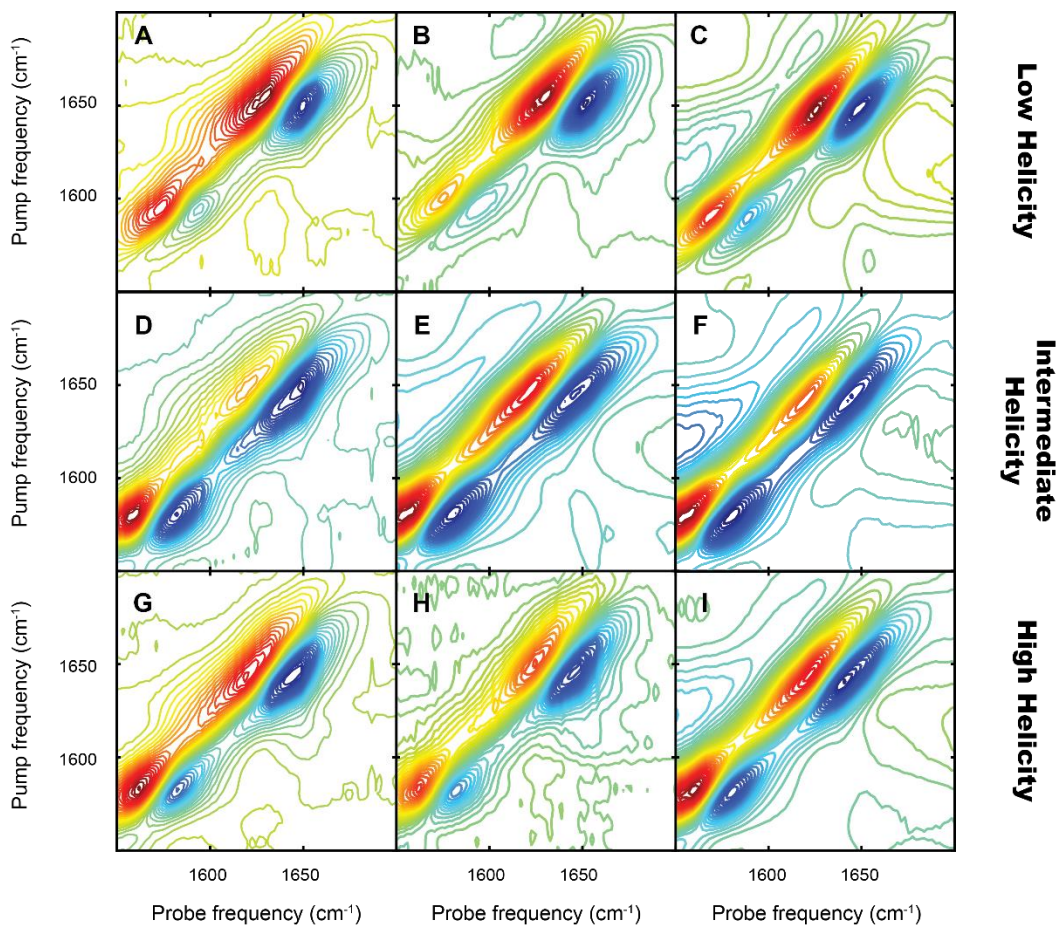 A
B
C
1650
1600
Pump frequency (cm⁻¹)
Low Helicity
D
E
F
1650
1600
Pump frequency (cm⁻¹)
Intermediate
Helicity
G
H
I
1650
1600
Pump frequency (cm⁻¹)
High Helicity
1600
1650
1600
1650
1600
1650
Probe frequency (cm⁻¹)
Probe frequency (cm⁻¹)
Probe frequency (cm⁻¹)